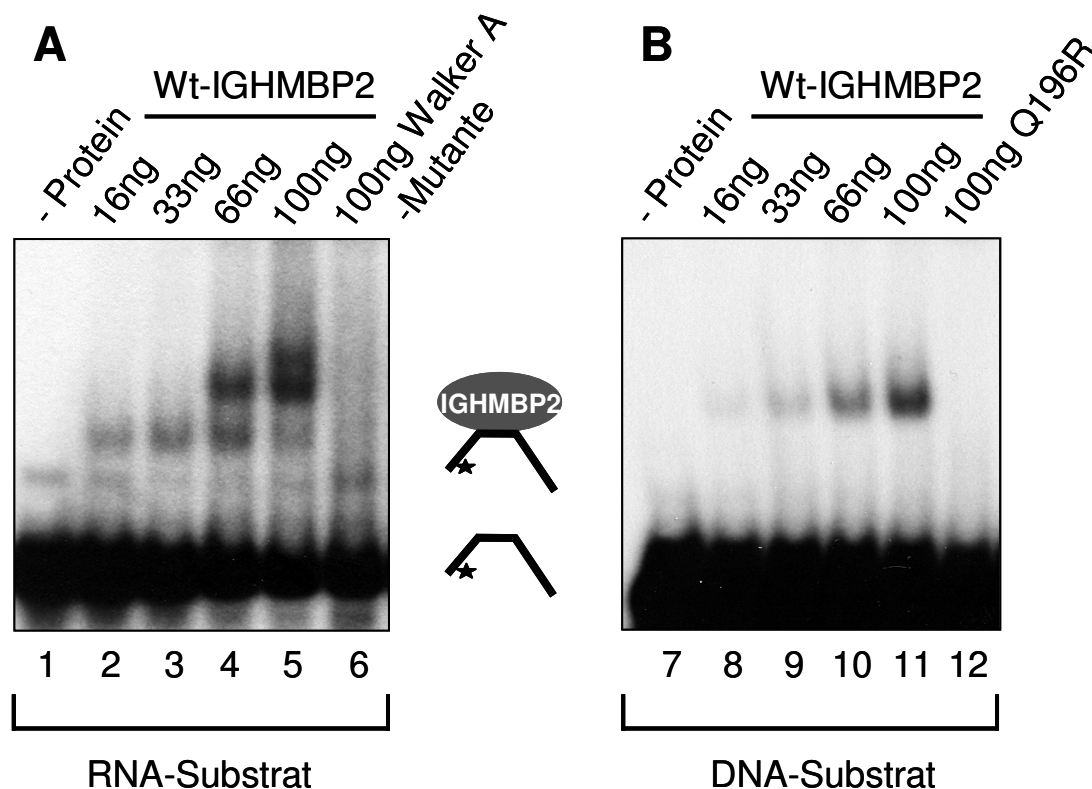 A
Wt-IGHMBP2
- Protein
16ng
33ng
66ng
100ng
100ng Walker A
-Mutante
B
Wt-IGHMBP2
- Protein
16ng
33ng
66ng
100ng
100ng Q196R
IGHMBP2
1 2 3 4 5 6
7 8 9 10 11 12
RNA-Substrat
DNA-Substrat